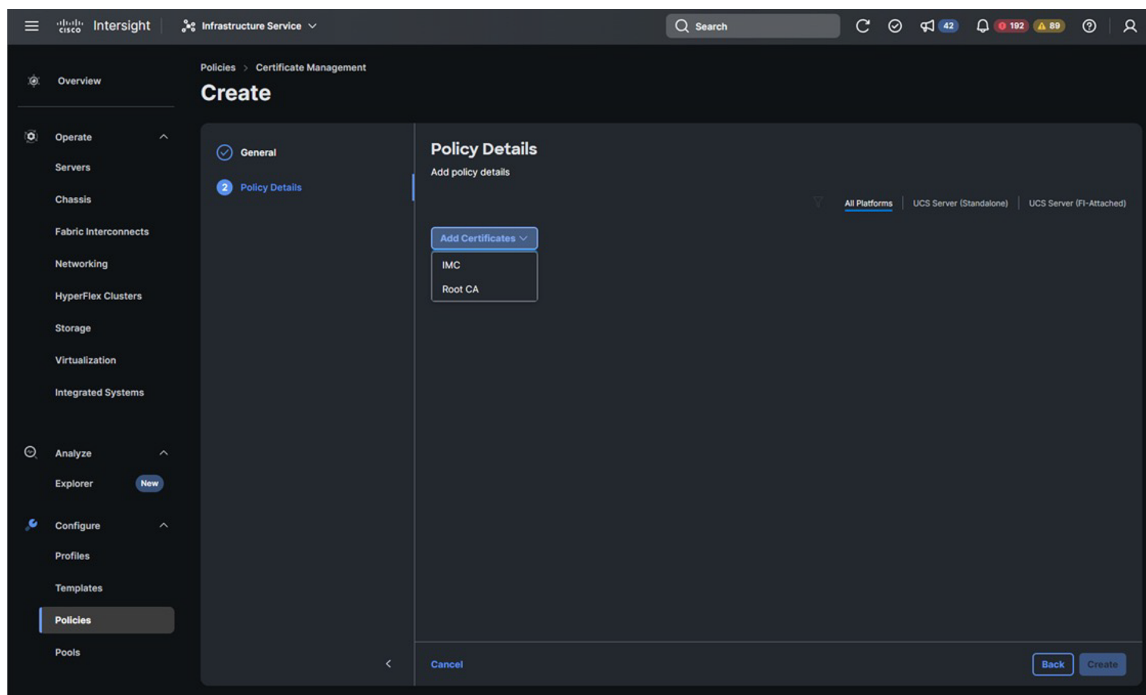 cisco Intersight
Infrastructure Service
Search
42
192
89
Overview
Operate
Servers
Chassis
Fabric Interconnects
Networking
HyperFlex Clusters
Storage
Virtualization
Integrated Systems
Analyze
Explorer
New
Configure
Profiles
Templates
Policies
Pools
Policies > Certificate Management
Create
General
2 Policy Details
Policy Details
Add policy details
All Platforms
UCS Server (Standalone)
UCS Server (FI-Attached)
Add Certificates
IMC
Root CA
Cancel
Back
Create